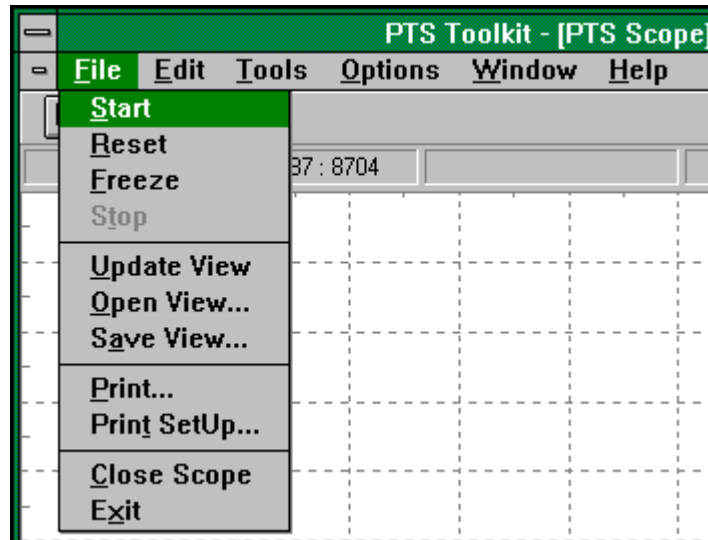 PTS Toolkit - [PTS Scope]
File Edit Tools Options Window Help
Start
Reset
37 : 8704
Freeze
Stop
Update View
Open View...
Save View...
Print...
Print SetUp...
Close Scope
Exit